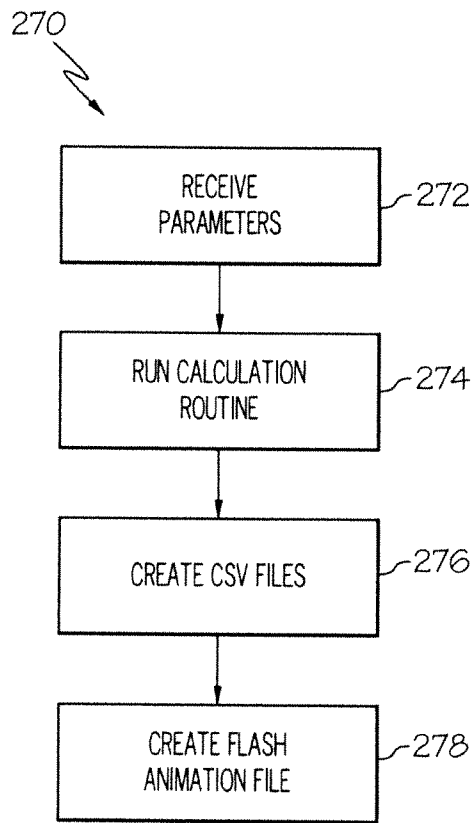 270
RECEIVE
PARAMETERS
272
RUN CALCULATION
ROUTINE
274
CREATE CSV FILES
276
CREATE FLASH
ANIMATION FILE
278